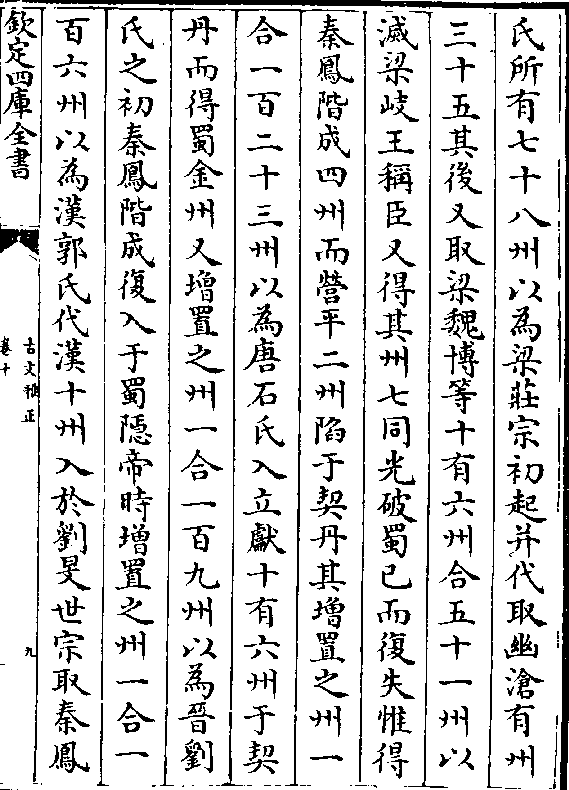 氏所有七十八州以為梁莊宗初起并代取幽滄有州
三十五其後又取梁魏博等十有六州合五十一州以
滅梁岐王稱臣又得其州七同光破蜀已而復失惟得
秦鳳階成四州而營平二州陷于契丹其增置之州一
合一百二十三州以為唐石氏入立獻十有六州于契
丹而得蜀金州又增置之州一合一百九州以為晉劉
氏之初秦鳳階成復入于蜀隱帝時增置之州一合一
百六州以為漢郭氏代漢十州入於劉旻世宗取秦鳳
欽定四庫全書
古文雅正
卷十
九